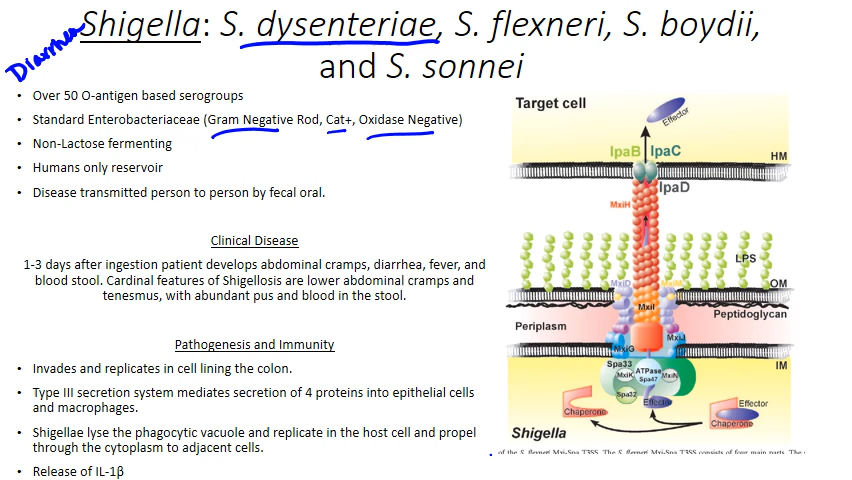 Diarrhea
Shigella: S. dysenteriae, S. flexneri, S. boydii,
and S. sonnei
• Over 50 O-antigen based serogroups
• Standard Enterobacteriaceae (Gram Negative Rod, Cat+, Oxidase Negative)
• Non-Lactose fermenting
• Humans only reservoir
• Disease transmitted person to person by fecal oral.
Clinical Disease
1-3 days after ingestion patient develops abdominal cramps, diarrhea, fever, and
blood stool. Cardinal features of Shigellosis are lower abdominal cramps and
tenesmus, with abundant pus and blood in the stool.
Pathogenesis and Immunity
• Invades and replicates in cell lining the colon.
• Type III secretion system mediates secretion of 4 proteins into epithelial cells
and macrophages.
• Shigellae lyse the phagocytic vacuole and replicate in the host cell and propel
through the cytoplasm to adjacent cells.
• Release of IL-1β
Target cell
Effector
IpaB IpaC
HM
IpaD
MxiH
LPS
MxiD
OM
MxiI
Peptidoglycan
Periplasm
MxiG
MxiJ
IM
Spa33
ATPase
MxiK
Spa47
MxiN
Spa32
Effector
Chaperone
Effector
Chaperone
Shigella
of the S. flexneri Mxi-Spa T3SS. The S. flexneri Mxi-Spa T3SS consists of four main parts. The